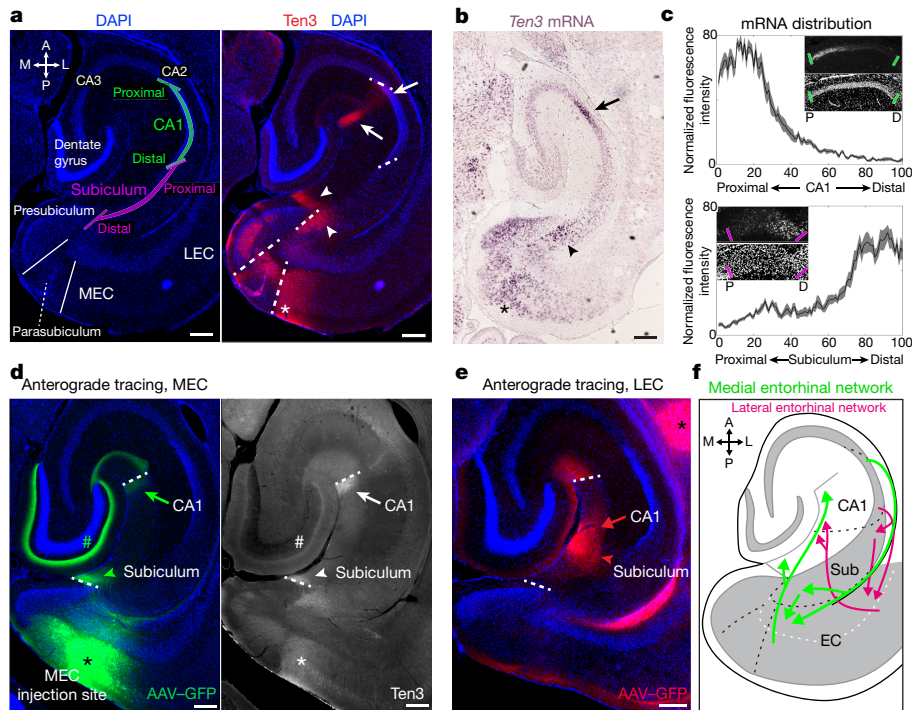 a
DAPI
Ten3 DAPI
A
M L
P
CA3
CA2
Proximal
CA1
Dentate
gyrus
Distal
Subiculum
Proximal
Presubiculum
Distal
LEC
MEC
Parasubiculum
*
b
Ten3 mRNA
*
c
mRNA distribution
Normalized fluorescence
intensity
80
0
P D
0 20 40 60 80 100
Proximal CA1 Distal
Normalized fluorescence
intensity
80
0
P D
0 20 40 60 80 100
Proximal Subiculum Distal
d
Anterograde tracing, MEC
CA1
#
Subiculum
*
MEC
injection site
AAV–GFP
CA1
#
Subiculum
*
Ten3
e
Anterograde tracing, LEC
*
CA1
Subiculum
AAV–GFP
f
Medial entorhinal network
Lateral entorhinal network
A
M L
P
CA1
Sub
EC